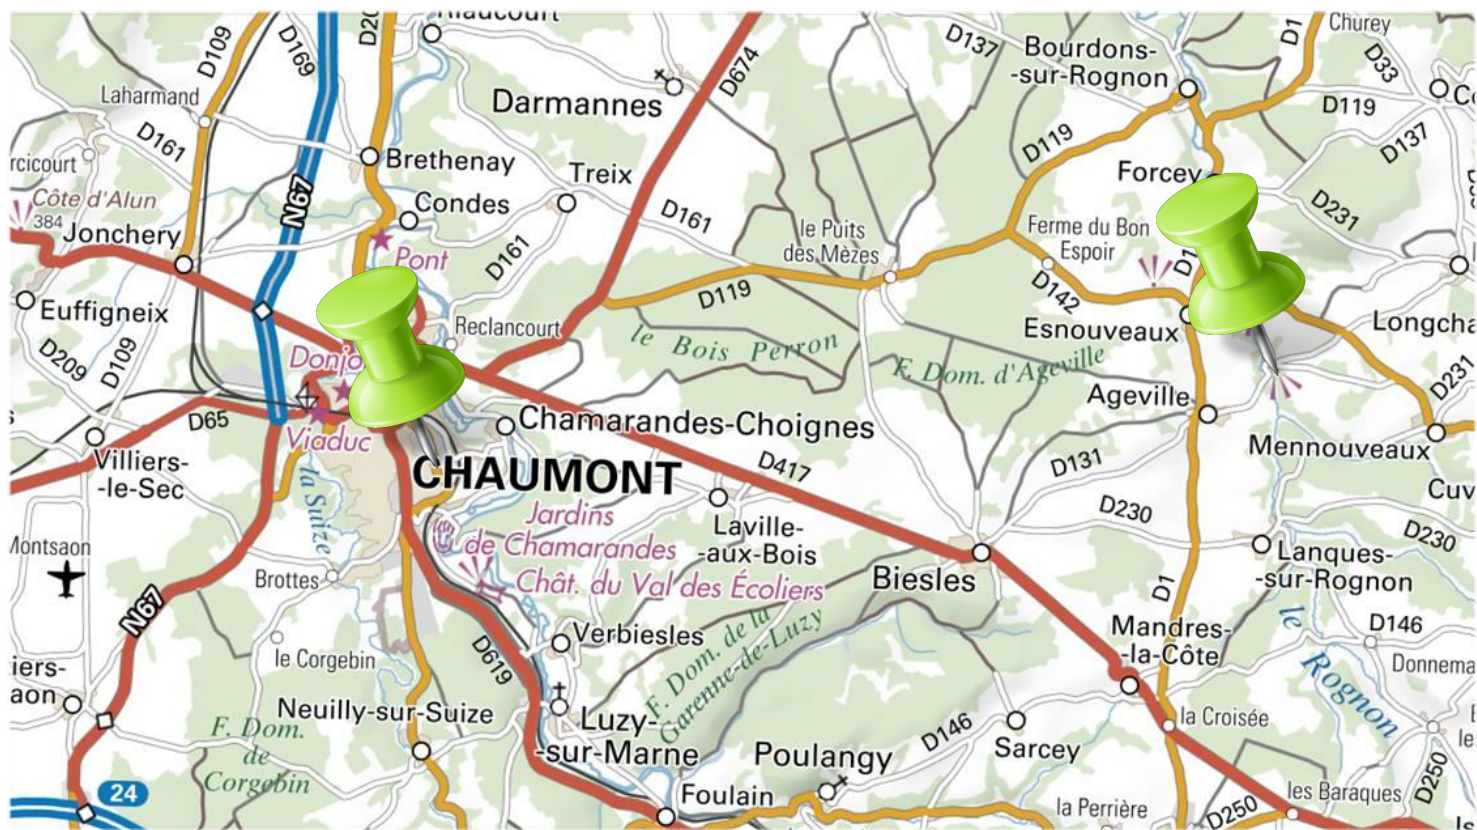 Riaucourt
D109
D169
D20
D674
D137
Bourdons-
-sur-Rognon
D1
Churey
D33
Laharmand
Darmannes
D119
D137
D161
rcicourt
Brethenay
Treix
D119
Forcey
Côte d'Alun
384
N67
Condes
D161
D231
Jonchery
le Puits
des Mèzes
Ferme du Bon
Espoir
Pont
D161
D142
Euffigneix
D119
Reclancourt
Esnouveaux
Longcha
D209
D109
Donjo
le Bois Perron
F. Dom. d'Ageville
D231
Ageville
D65
Viaduc
Chamarandes-Choignes
Mennouveaux
Villiers-
-le-Sec
CHAUMONT
D417
D131
Cuv
la Suize
Jardins
de Chamarandes
Laville-
-aux-Bois
D230
D230
Montsaon
Brottes
Chât. du Val des Écoliers
Biesles
Lanques-
-sur-Rognon
N67
D1
le Rognon
D146
Verbiesles
F. Dom. de la
Garenne-de-Luzy
Mandres-
-la-Côte
le Corgebin
D619
Donnema
iers-
aon
Neuilly-sur-Suize
F. Dom.
de
Corgebin
Luzy-
-sur-Marne
D146
Sarcey
la Croisée
Poulangy
D250
24
Foulain
la Perrière
D250
les Baraques